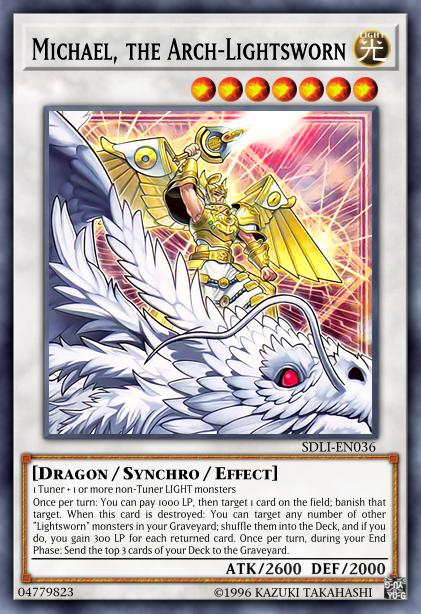 MICHAEL, THE ARCH-LIGHTSWORN
LIGHT
光
SDLI-EN036
[DRAGON / SYNCHRO / EFFECT]
1 Tuner + 1 or more non-Tuner LIGHT monsters
Once per turn: You can pay 1000 LP, then target 1 card on the field; banish that
target. When this card is destroyed: You can target any number of other
"Lightsworn" monsters in your Graveyard; shuffle them into the Deck, and if you
do, you gain 300 LP for each returned card. Once per turn, during your End
Phase: Send the top 3 cards of your Deck to the Graveyard.
ATK/2600 DEF/2000
04779823
©1996 KAZUKI TAKAHASHI